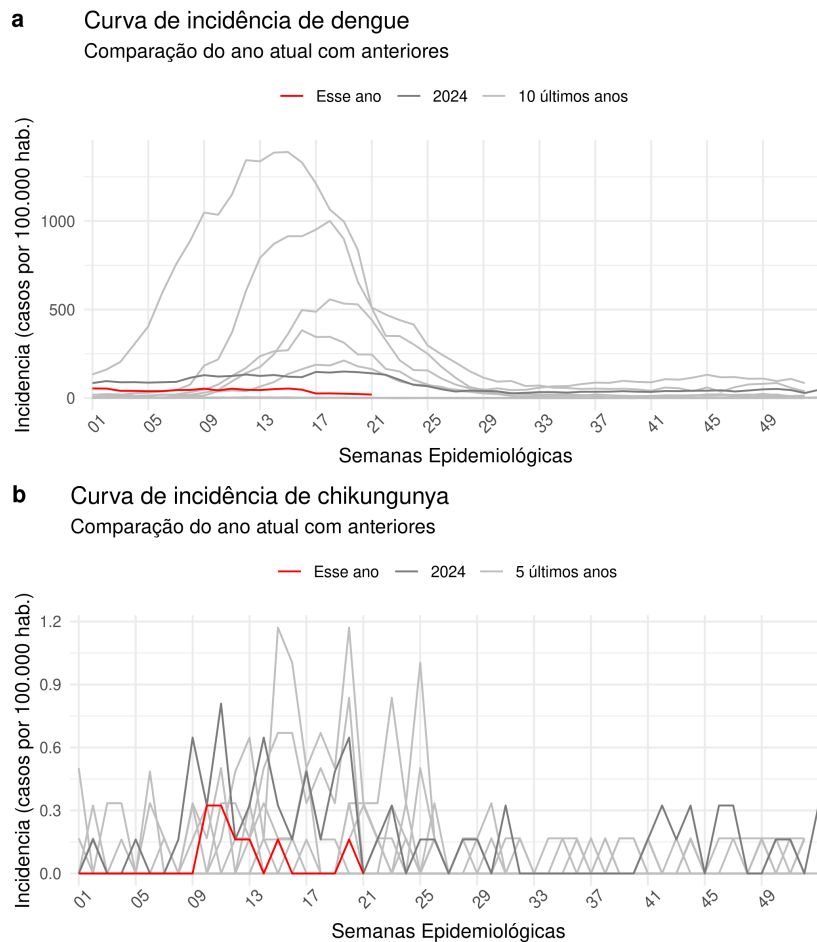 a
Curva de incidência de dengue
Comparação do ano atual com anteriores
Esse ano 2024 10 últimos anos
Incidencia (casos por 100.000 hab.)
1000
500
0
01 05 09 13 17 21 25 29 33 37 41 45 49
Semanas Epidemiológicas
b
Curva de incidência de chikungunya
Comparação do ano atual com anteriores
Esse ano 2024 5 últimos anos
Incidencia (casos por 100.000 hab.)
1.2
0.9
0.6
0.3
0.0
01 05 09 13 17 21 25 29 33 37 41 45 49
Semanas Epidemiológicas